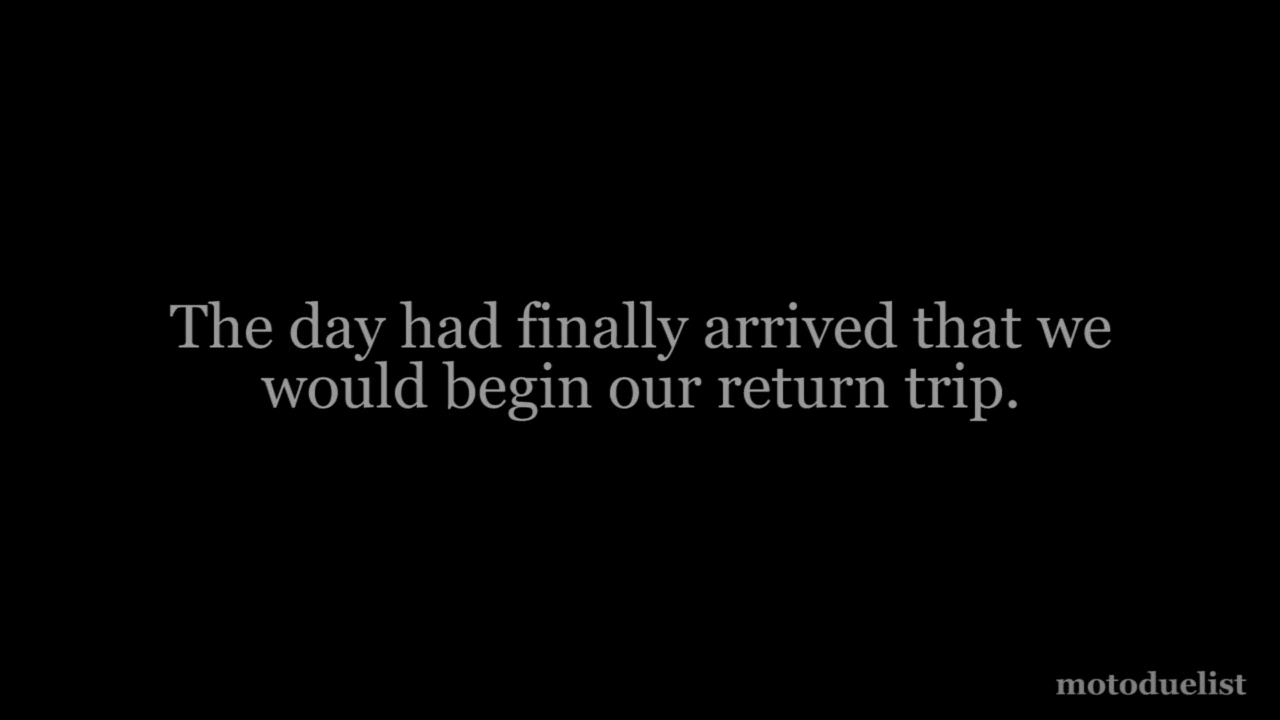 The day had finally arrived that we
would begin our return trip.
motoduelist